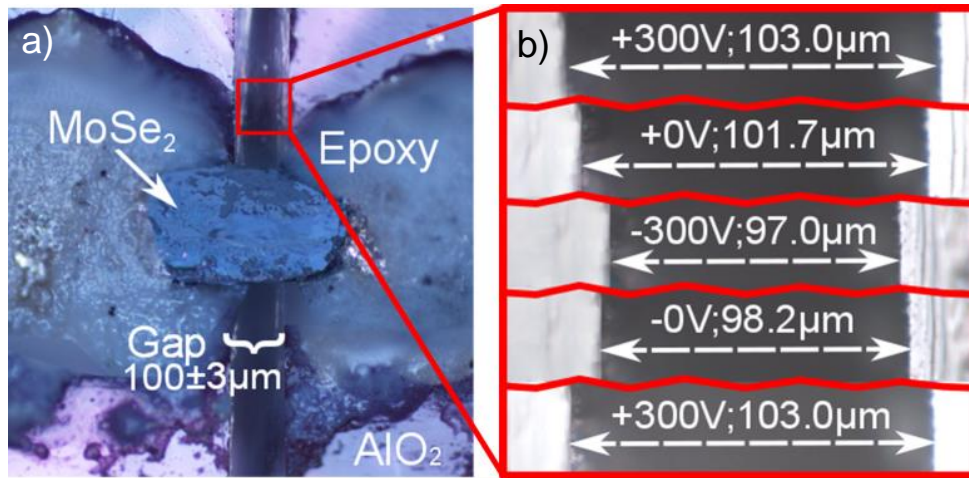 a)
MoSe₂
Epoxy
Gap
100±3µm
AlO₂
b)
+300V;103.0µm
+0V;101.7µm
-300V;97.0µm
-0V;98.2µm
+300V;103.0µm